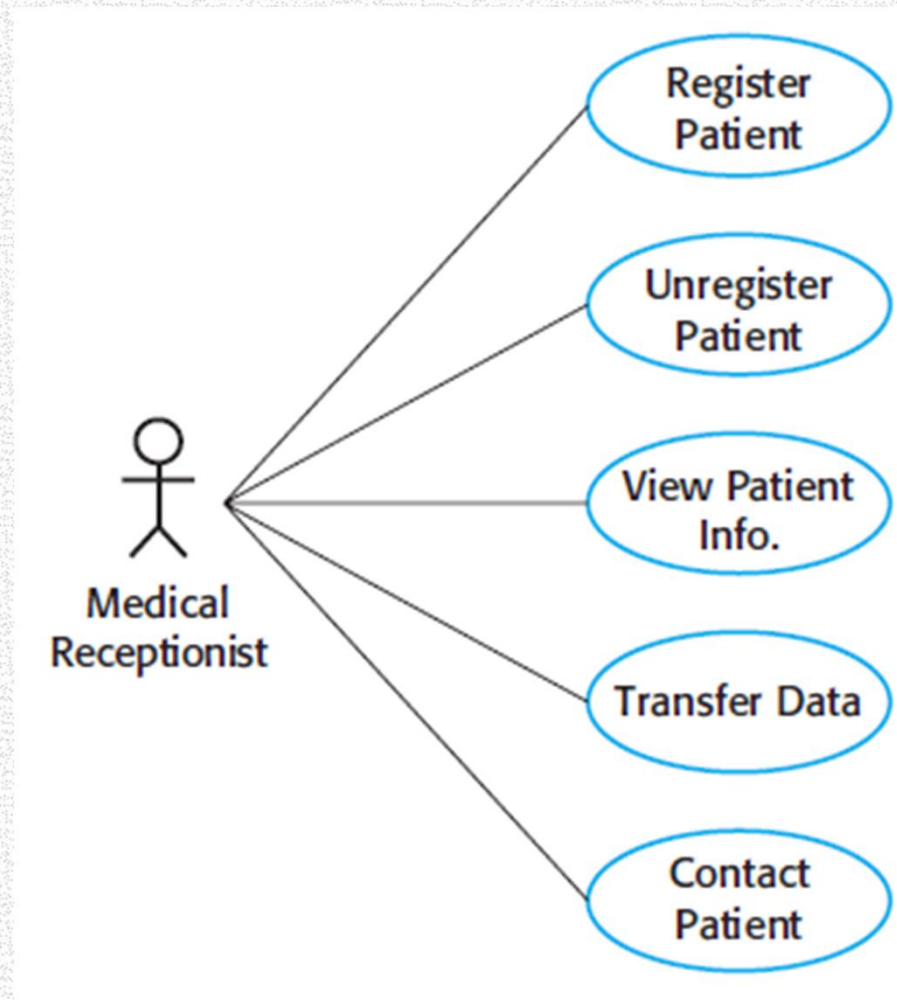 Register
Patient
Unregister
Patient
View Patient
Info.
Medical
Receptionist
Transfer Data
Contact
Patient